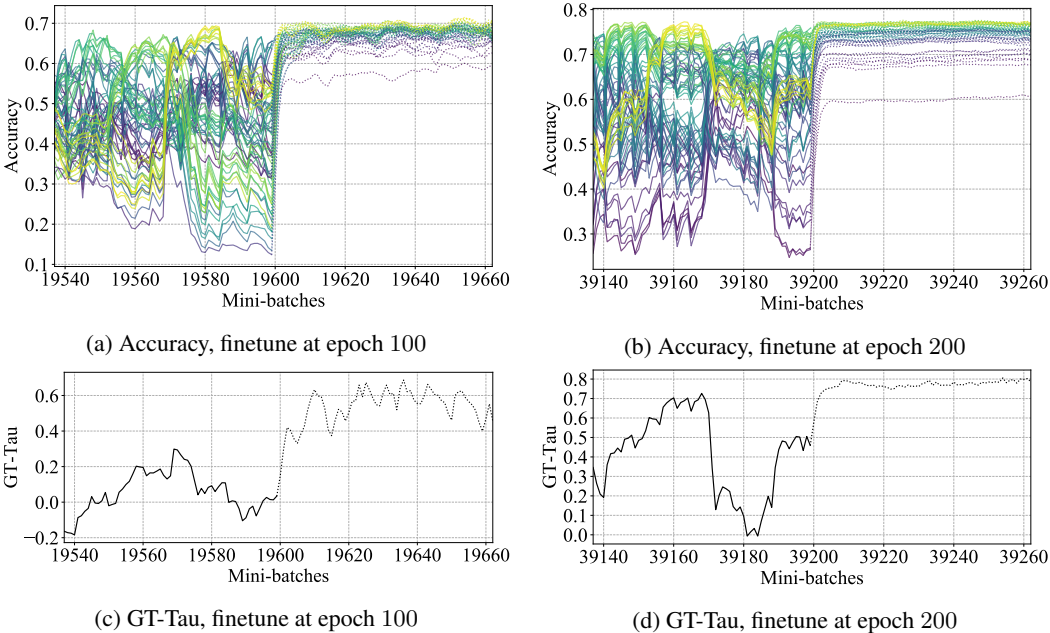 0.7
0.6
0.5
0.4
0.3
0.2
0.1
Accuracy
19540 19560 19580 19600 19620 19640 19660
Mini-batches
(a) Accuracy, finetune at epoch 100
0.8
0.7
0.6
0.5
0.4
0.3
Accuracy
39140 39160 39180 39200 39220 39240 39260
Mini-batches
(b) Accuracy, finetune at epoch 200
0.6
0.4
0.2
0.0
−0.2
GT-Tau
19540 19560 19580 19600 19620 19640 19660
Mini-batches
(c) GT-Tau, finetune at epoch 100
0.8
0.7
0.6
0.5
0.4
0.3
0.2
0.1
0.0
GT-Tau
39140 39160 39180 39200 39220 39240 39260
Mini-batches
(d) GT-Tau, finetune at epoch 200